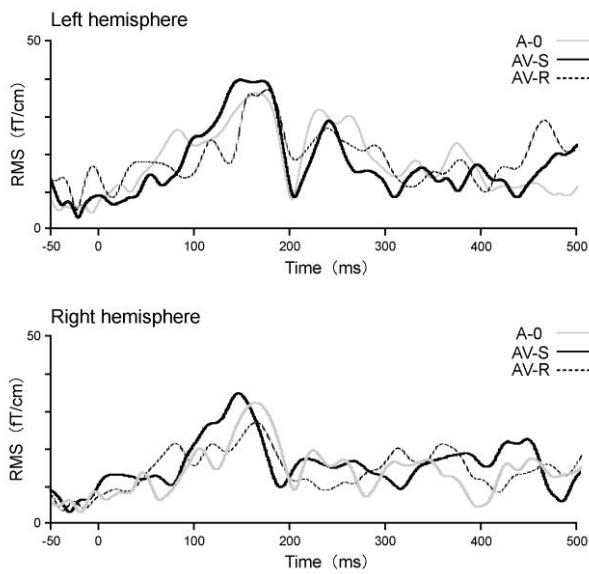 Left hemisphere
50
A-0
AV-S
AV-R
RMS (fT/cm)
0
-50 0 100 200 300 400 500
Time (ms)
Right hemisphere
50
A-0
AV-S
AV-R
RMS (fT/cm)
0
-50 0 100 200 300 400 500
Time (ms)